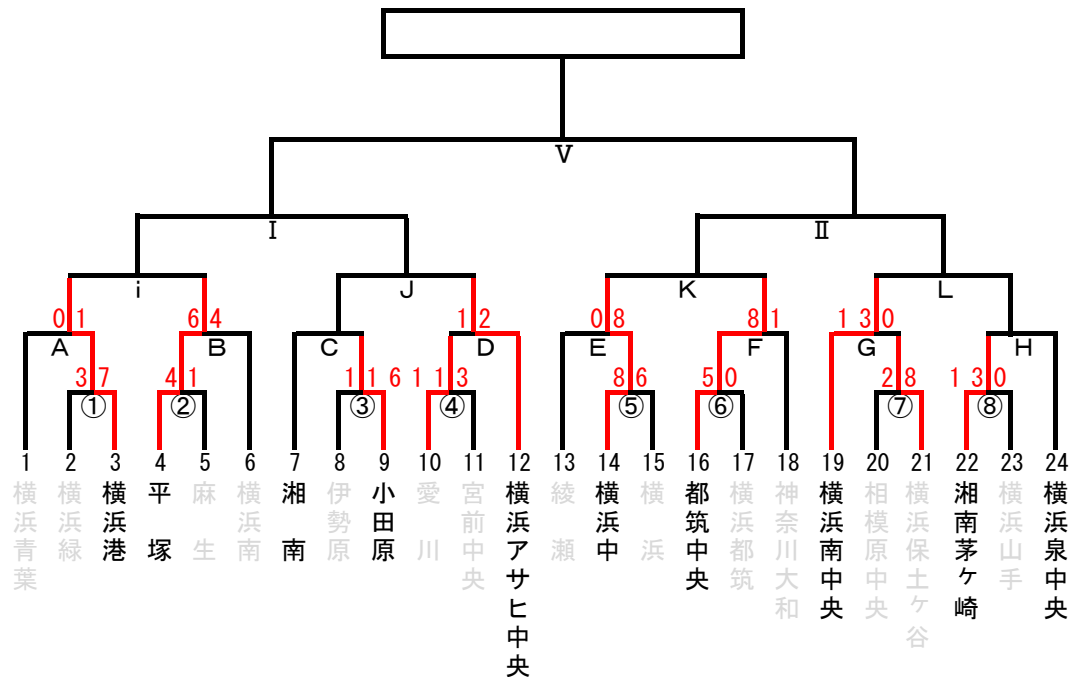 Ⅴ
Ⅰ
Ⅱ
i
J
K
L
0 1
6 4
1 2
0 8
8 1
1 3 0
A
B
C
D
E
F
G
H
3 7
4 1
1 1 6
1 1 3
8 6
5 0
2 8
1 3 0
①
②
③
④
⑤
⑥
⑦
⑧
1 2 3 4 5 6 7 8 9 10 11 12 13 14 15 16 17 18 19 20 21 22 23 24
横浜青葉
横浜緑
横浜港
平塚
麻生
横浜南
湘南
伊勢原
小田原
愛川
宮前中央
横浜アサヒ中央
綾瀬
横浜中
横浜
都筑中央
横浜都筑
神奈川大和
横浜南中央
相模原中央
横浜保土ケ谷
湘南茅ケ崎
横浜山手
横浜泉中央